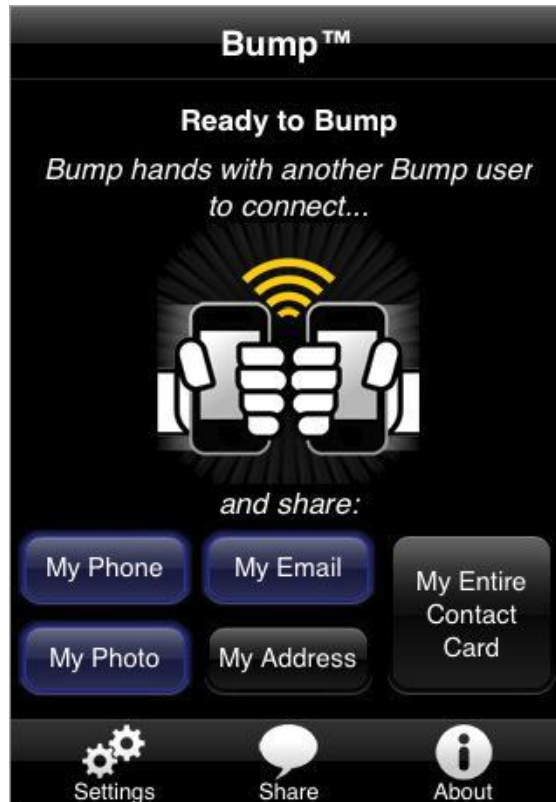 Bump™
Ready to Bump
Bump hands with another Bump user
to connect...
and share:
My Phone
My Email
My Entire
Contact
Card
My Photo
My Address
Settings
Share
About